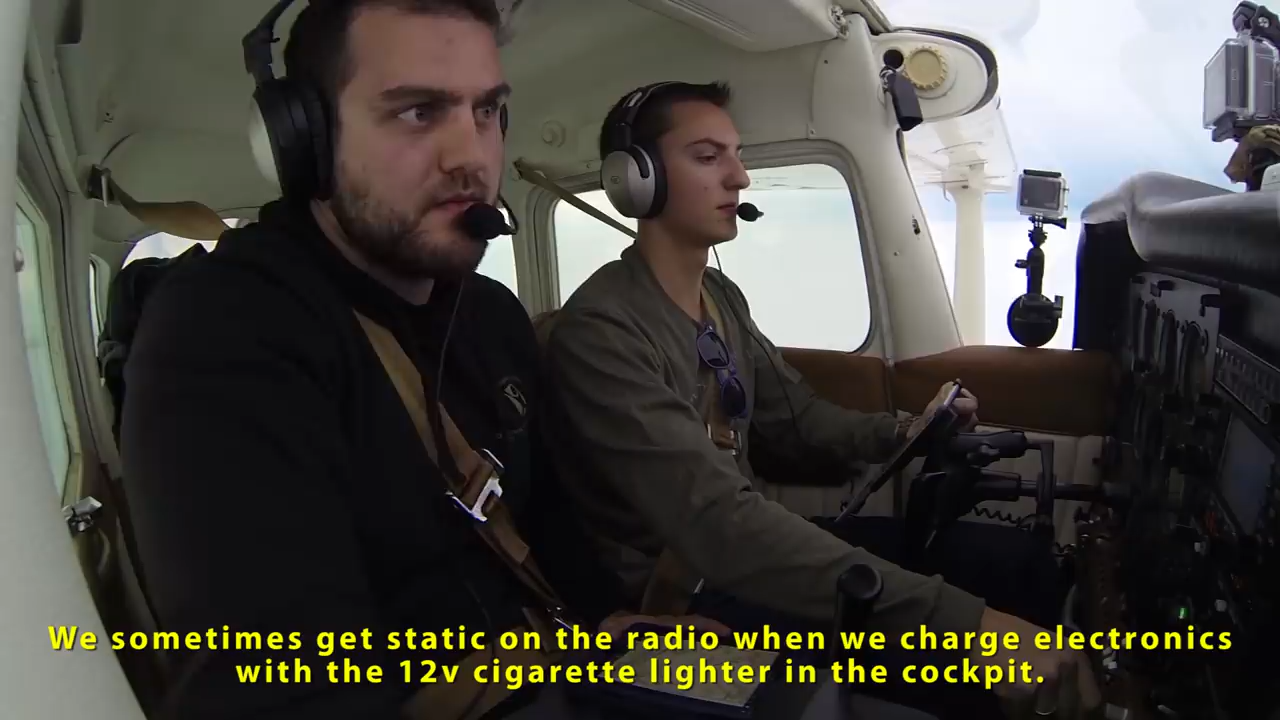 We sometimes get static on the radio when we charge electronics
with the 12v cigarette lighter in the cockpit.